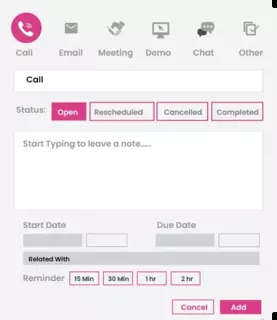 Call Email Meeting Demo Chat Other
Call
Status: Open Rescheduled Cancelled Completed
Start Typing to leave a note.....
Start Date Due Date
Related With
Reminder 15 Min 30 Min 1 hr 2 hr
Cancel Add